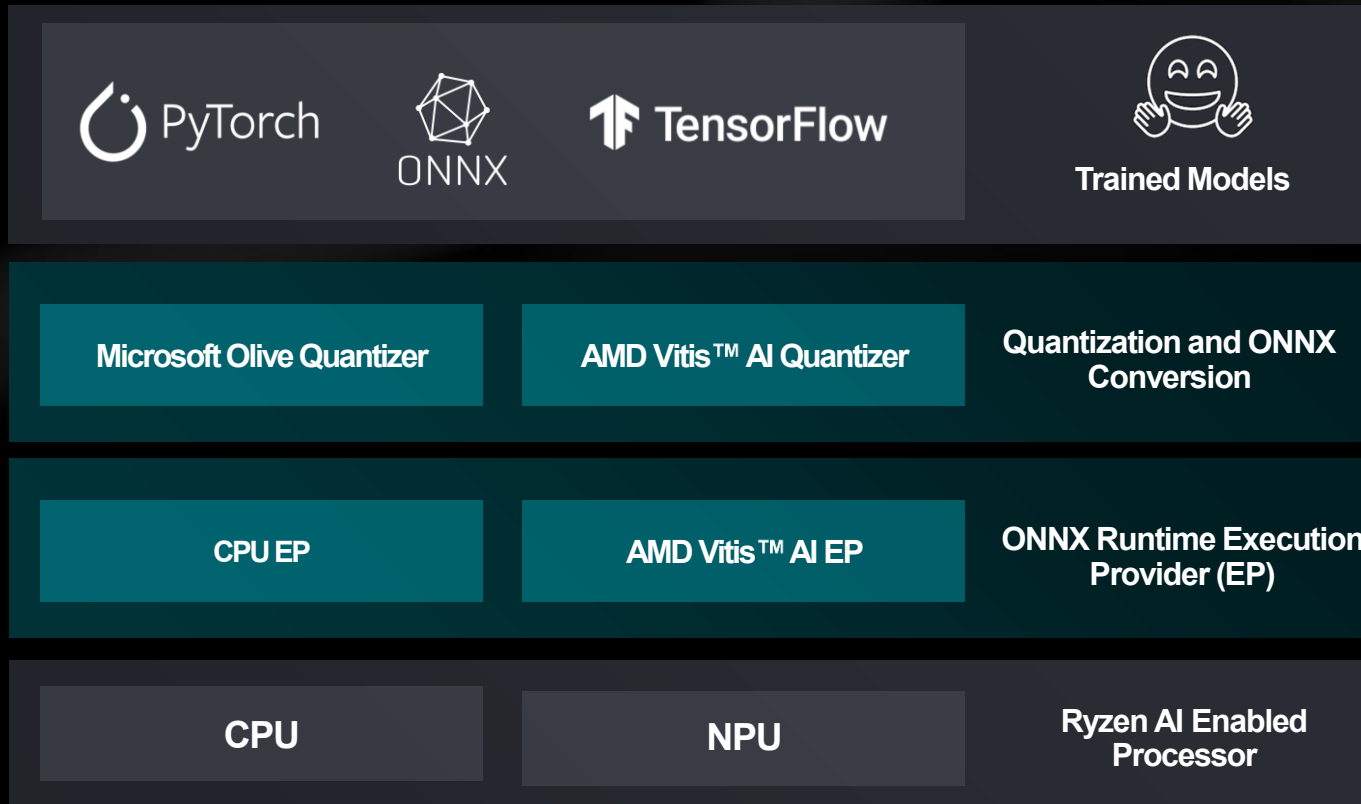 PyTorch
ONNX
TensorFlow
Trained Models
Microsoft Olive Quantizer
AMD Vitis™ AI Quantizer
Quantization and ONNX
Conversion
CPU EP
AMD Vitis™ AI EP
ONNX Runtime Execution
Provider (EP)
CPU
NPU
Ryzen AI Enabled
Processor